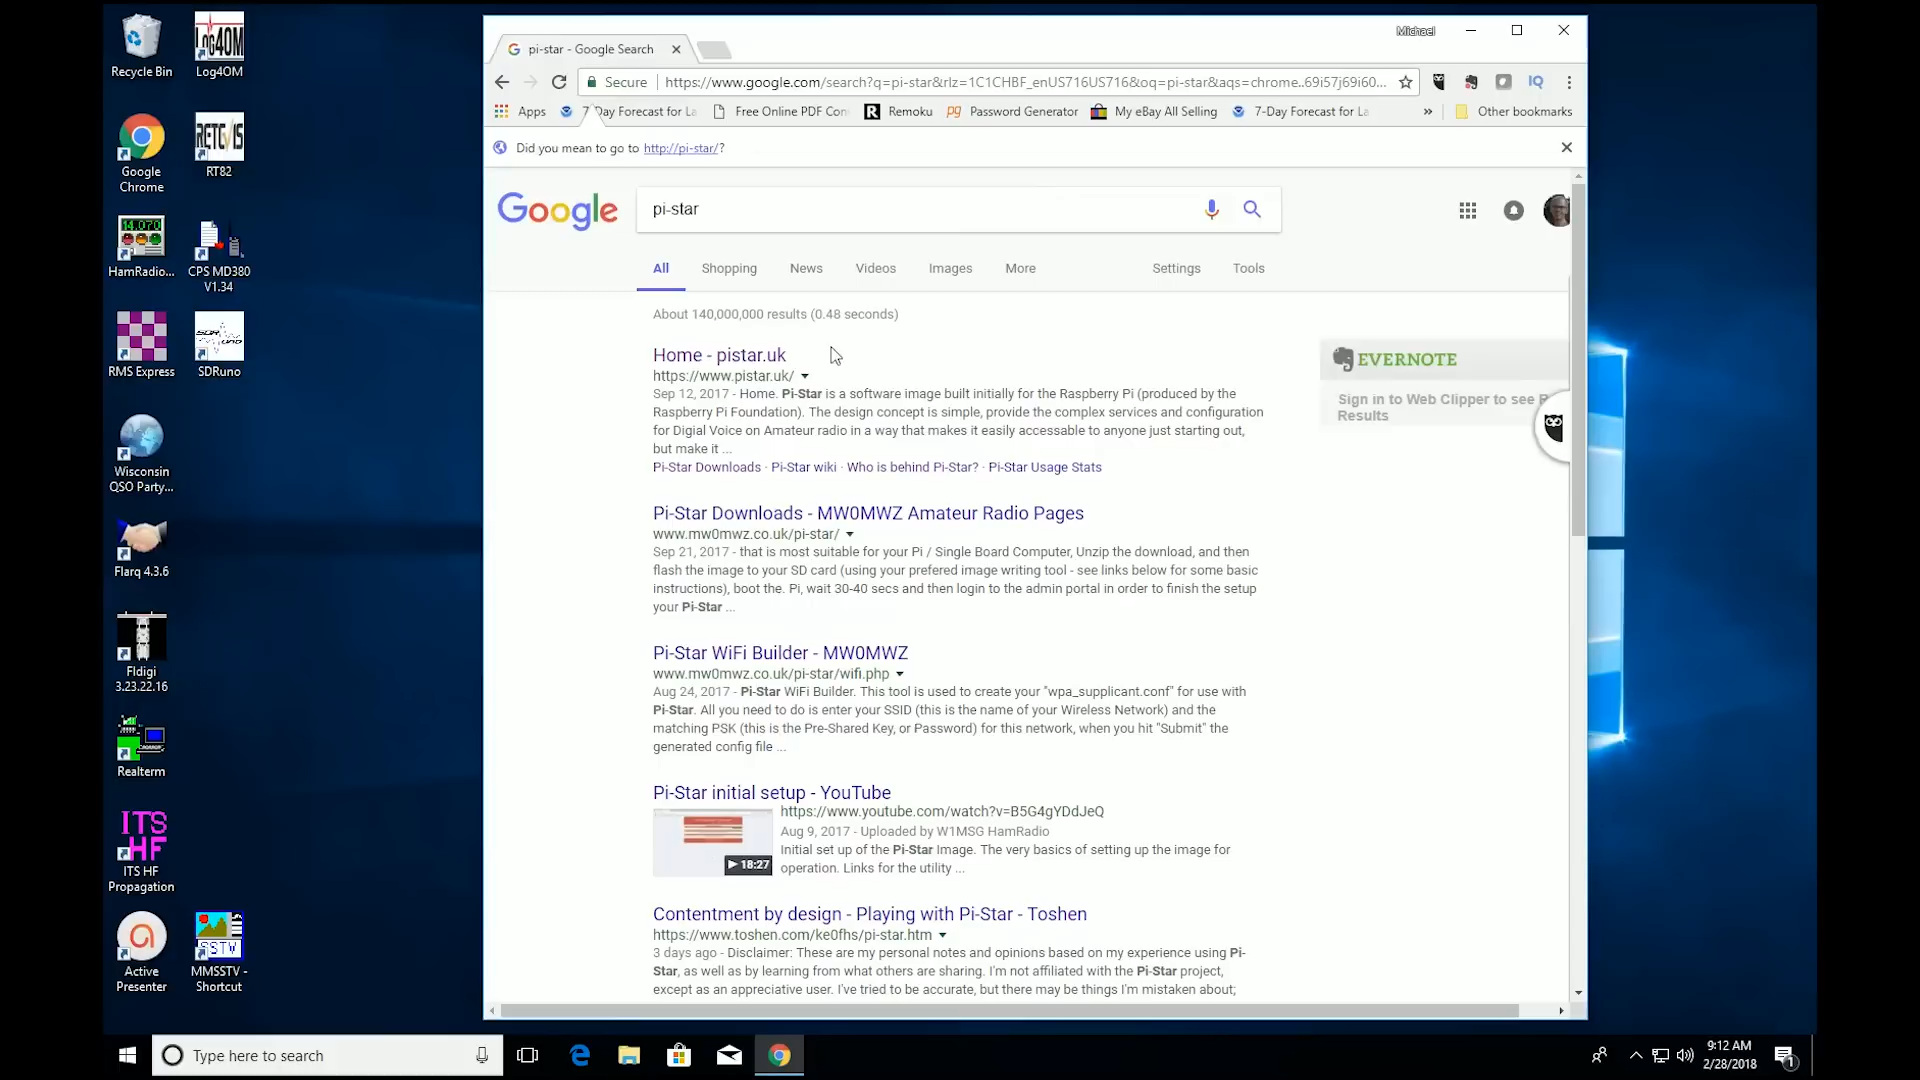 Recycle Bin
Log4OM
LOG4OM
Google
Chrome
RETEVIS
RT82
14.070
HamRadio...
CPS MD380
V1.34
RMS Express
SDRuno
Wisconsin
QSO Party...
Flarq 4.3.6
Fldigi
3.23.22.16
Realterm
ITS
HF
ITS HF
Propagation
Active
Presenter
SSTV
MMSSTV -
Shortcut
Michael
pi-star - Google Search
Secure
https://www.google.com/search?q=pi-star&rlz=1C1CHBF_enUS716US716&oq=pi-star&aqs=chrome..69i57j69i60...
IQ
Apps
7-Day Forecast for La
Free Online PDF Con
Remoku
Password Generator
My eBay All Selling
7-Day Forecast for La
»
Other bookmarks
Did you mean to go to http://pi-star/?
Google
pi-star
All
Shopping
News
Videos
Images
More
Settings
Tools
About 140,000,000 results (0.48 seconds)
Home - pistar.uk
https://www.pistar.uk/
Sep 12, 2017 - Home. Pi-Star is a software image built initially for the Raspberry Pi (produced by the
Raspberry Pi Foundation). The design concept is simple, provide the complex services and configuration
for Digial Voice on Amateur radio in a way that makes it easily accessable to anyone just starting out,
but make it ...
Pi-Star Downloads · Pi-Star wiki · Who is behind Pi-Star? · Pi-Star Usage Stats
Pi-Star Downloads - MW0MWZ Amateur Radio Pages
www.mw0mwz.co.uk/pi-star/
Sep 21, 2017 - that is most suitable for your Pi / Single Board Computer, Unzip the download, and then
flash the image to your SD card (using your prefered image writing tool - see links below for some basic
instructions), boot the. Pi, wait 30-40 secs and then login to the admin portal in order to finish the setup
your Pi-Star ...
Pi-Star WiFi Builder - MW0MWZ
www.mw0mwz.co.uk/pi-star/wifi.php
Aug 24, 2017 - Pi-Star WiFi Builder. This tool is used to create your "wpa_supplicant.conf" for use with
Pi-Star. All you need to do is enter your SSID (this is the name of your Wireless Network) and the
matching PSK (this is the Pre-Shared Key, or Password) for this network, when you hit "Submit" the
generated config file ...
Pi-Star initial setup - YouTube
https://www.youtube.com/watch?v=B5G4gYDdJeQ
Aug 9, 2017 - Uploaded by W1MSG HamRadio
Initial set up of the Pi-Star Image. The very basics of setting up the image for
operation. Links for the utility ...
18:27
Contentment by design - Playing with Pi-Star - Toshen
https://www.toshen.com/ke0fhs/pi-star.htm
3 days ago - Disclaimer: These are my personal notes and opinions based on my experience using Pi-
Star, as well as by learning from what others are sharing. I'm not affiliated with the Pi-Star project,
except as an appreciative user. I've tried to be accurate, but there may be things I'm mistaken about;
EVERNOTE
Sign in to Web Clipper to see
Results
Type here to search
9:12 AM
2/28/2018
1